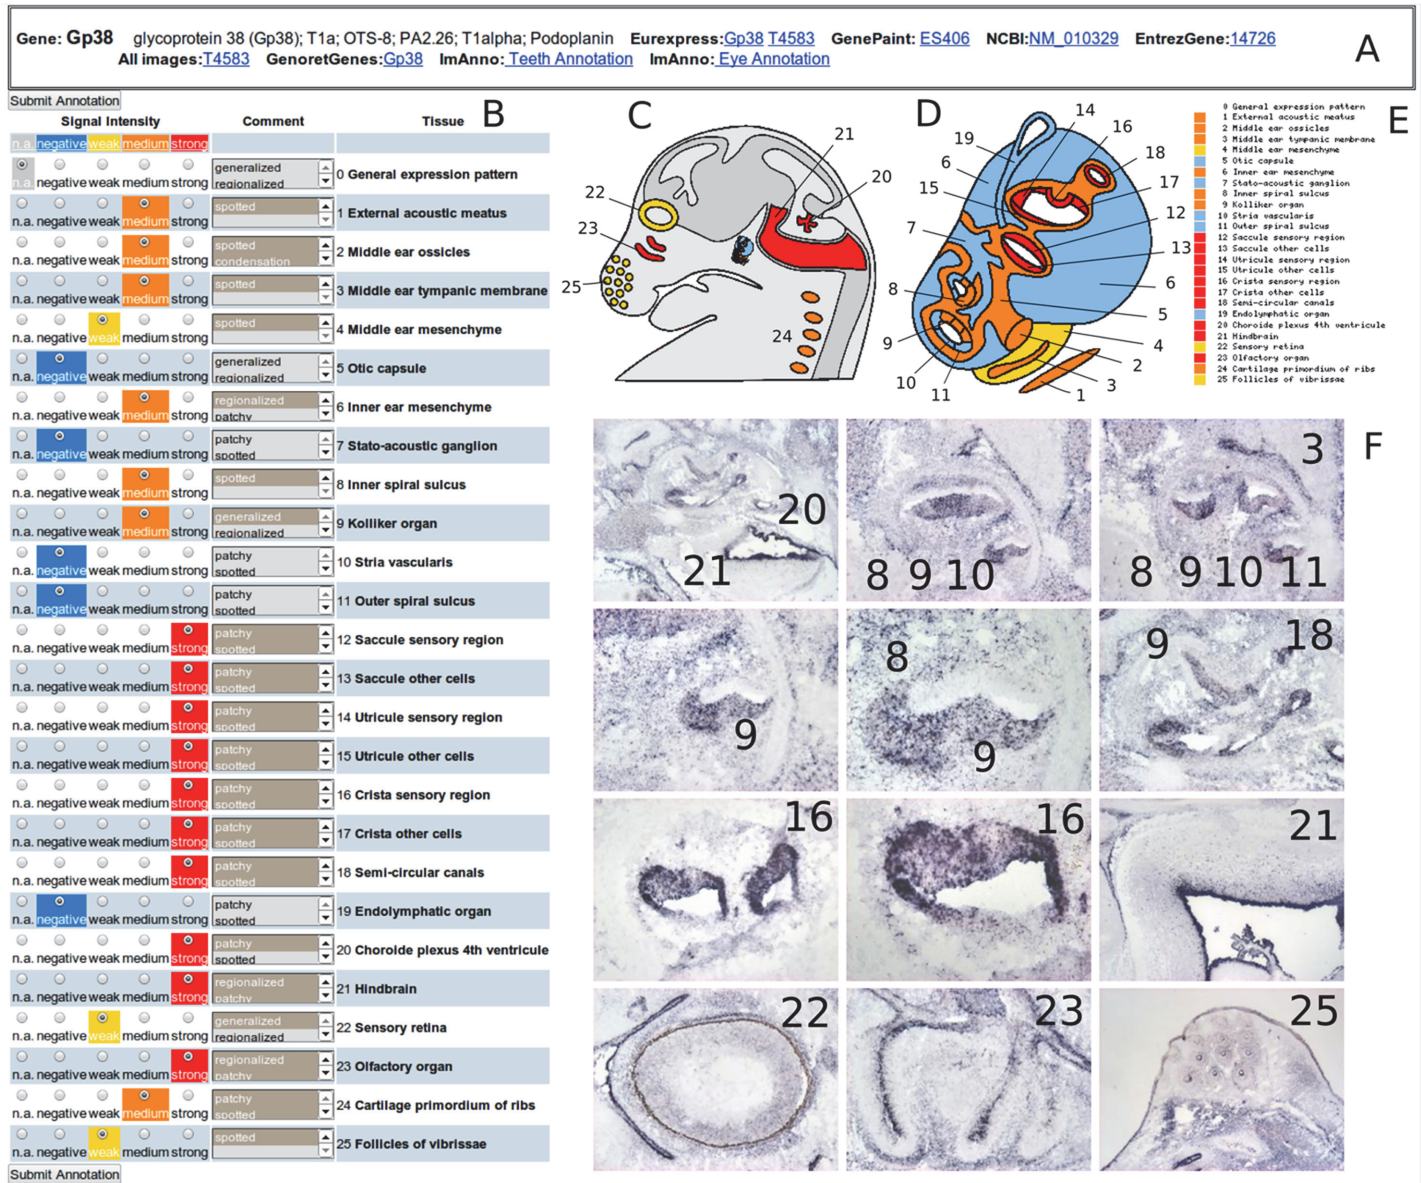 Gene: Gp38 glycoprotein 38 (Gp38); T1a; OTS-8; PA2.26; T1alpha; Podoplanin Eurexpress:Gp38 T4583 GenePaint: ES406 NCBI:NM_010329 EntrezGene:14726
All images:T4583 GenoretGenes:Gp38 ImAnno: Teeth Annotation ImAnno: Eye Annotation
A
Submit Annotation
Signal Intensity Comment Tissue B
n.a. negative weak medium strong
n.a. negative weak medium strong generalized regionalized 0 General expression pattern
n.a. negative weak medium strong spotted 1 External acoustic meatus
n.a. negative weak medium strong spotted condensation 2 Middle ear ossicles
n.a. negative weak medium strong spotted 3 Middle ear tympanic membrane
n.a. negative weak medium strong spotted 4 Middle ear mesenchyme
n.a. negative weak medium strong generalized regionalized 5 Otic capsule
n.a. negative weak medium strong regionalized patchy 6 Inner ear mesenchyme
n.a. negative weak medium strong patchy spotted 7 Stato-acoustic ganglion
n.a. negative weak medium strong spotted 8 Inner spiral sulcus
n.a. negative weak medium strong generalized regionalized 9 Kolliker organ
n.a. negative weak medium strong patchy spotted 10 Stria vascularis
n.a. negative weak medium strong patchy spotted 11 Outer spiral sulcus
n.a. negative weak medium strong patchy spotted 12 Saccule sensory region
n.a. negative weak medium strong patchy spotted 13 Saccule other cells
n.a. negative weak medium strong patchy spotted 14 Utricule sensory region
n.a. negative weak medium strong patchy spotted 15 Utricule other cells
n.a. negative weak medium strong patchy spotted 16 Crista sensory region
n.a. negative weak medium strong patchy spotted 17 Crista other cells
n.a. negative weak medium strong patchy spotted 18 Semi-circular canals
n.a. negative weak medium strong patchy spotted 19 Endolymphatic organ
n.a. negative weak medium strong patchy spotted 20 Choroide plexus 4th ventricule
n.a. negative weak medium strong regionalized patchy 21 Hindbrain
n.a. negative weak medium strong generalized regionalized 22 Sensory retina
n.a. negative weak medium strong regionalized patchy 23 Olfactory organ
n.a. negative weak medium strong patchy spotted 24 Cartilage primordium of ribs
n.a. negative weak medium strong spotted 25 Follicles of vibrissae
Submit Annotation
C
21
20
22
23
25
24
D
14
16
19
18
6
17
15
12
7
13
6
8
5
9
4
2
10
3
11
1
E
0 General expression pattern
1 External acoustic meatus
2 Middle ear ossicles
3 Middle ear tympanic membrane
4 Middle ear mesenchyme
5 Otic capsule
6 Inner ear mesenchyme
7 Stato-acoustic ganglion
8 Inner spiral sulcus
9 Kolliker organ
10 Stria vascularis
11 Outer spiral sulcus
12 Saccule sensory region
13 Saccule other cells
14 Utricule sensory region
15 Utricule other cells
16 Crista sensory region
17 Crista other cells
18 Semi-circular canals
19 Endolymphatic organ
20 Choroide plexus 4th ventricule
21 Hindbrain
22 Sensory retina
23 Olfactory organ
24 Cartilage primordium of ribs
25 Follicles of vibrissae
F
20
21
8 9 10
3
8 9 10 11
9
8
9
9
18
16
16
21
22
23
25